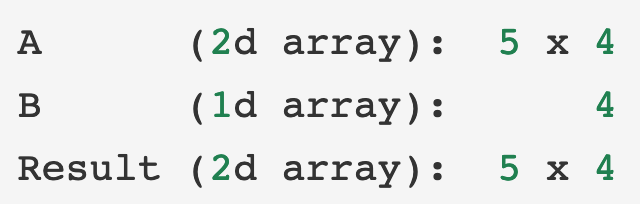 A      (2d array):  5 x 4
B      (1d array):      4
Result (2d array):  5 x 4